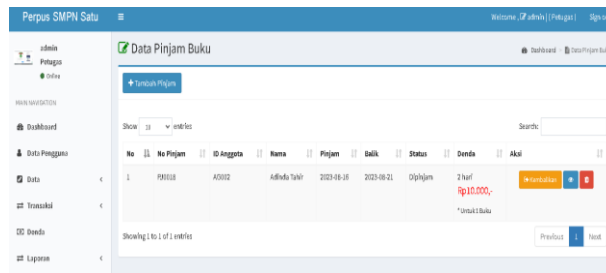 Perpus SMPN Satu
Welcome, admin | (Petugas) Sign o
admin
Petugas
Online
MAIN NAVIGATION
Dashboard
Data Pengguna
Data
Transaksi
Denda
Laporan
Data Pinjam Buku
Dashboard Data Pinjam Bu
+ Tambah Pinjam
Show 10 entries
Search:
No No Pinjam ID Anggota Nama Pinjam Balik Status Denda Aksi
1 PJ0018 AG002 Adinda Tahir 2023-08-16 2023-08-21 Dipinjam 2 hari
Rp10.000,-
* Untuk 1 Buku
Kembalikan
Showing 1 to 1 of 1 entries
Previous 1 Next